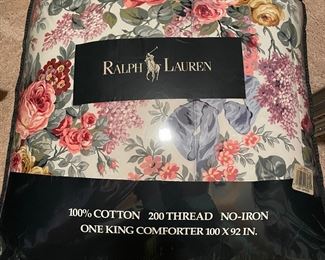 RALPH LAUREN
100% COTTON 200 THREAD NO-IRON
ONE KING COMFORTER 100 X 92 IN.